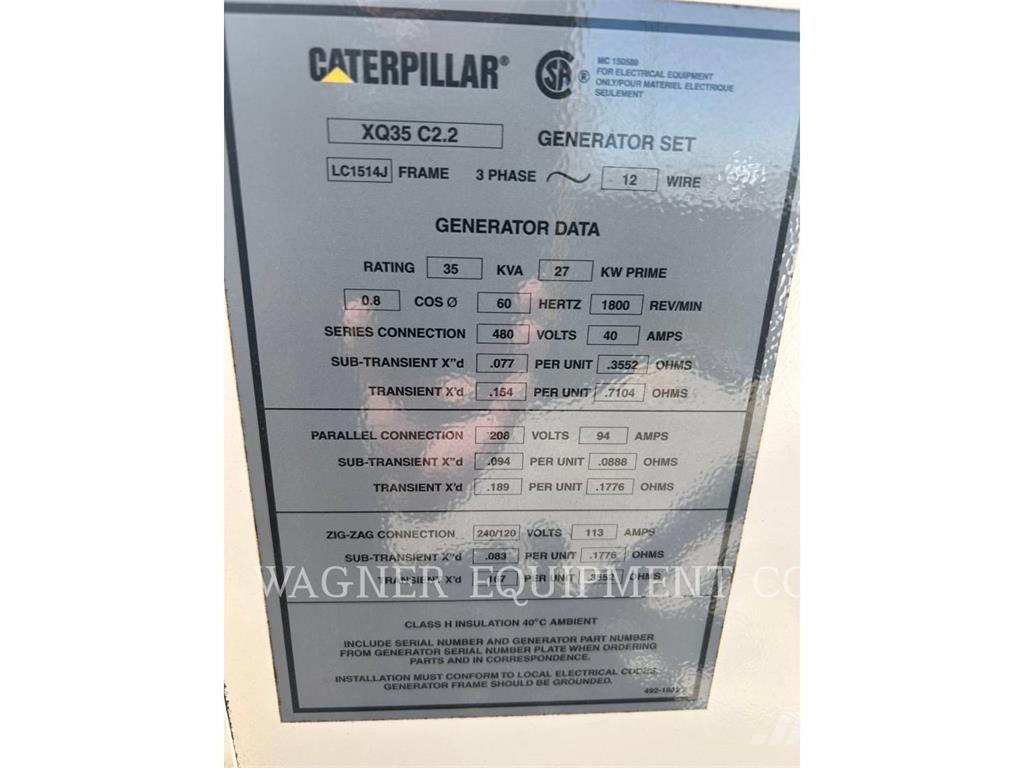 CATERPILLAR®
CSA ®
MC 150589
FOR ELECTRICAL EQUIPMENT
ONLY/POUR MATERIEL ELECTRIQUE
SEULEMENT
XQ35 C2.2 GENERATOR SET
LC1514J FRAME 3 PHASE 12 WIRE
GENERATOR DATA
RATING 35 KVA 27 KW PRIME
0.8 COS Ø 60 HERTZ 1800 REV/MIN
SERIES CONNECTION 480 VOLTS 40 AMPS
SUB-TRANSIENT X"d .077 PER UNIT .3552 OHMS
TRANSIENT X'd .154 PER UNIT .7104 OHMS
PARALLEL CONNECTION 208 VOLTS 94 AMPS
SUB-TRANSIENT X"d .094 PER UNIT .0888 OHMS
TRANSIENT X'd .189 PER UNIT .1776 OHMS
ZIG-ZAG CONNECTION 240/120 VOLTS 113 AMPS
SUB-TRANSIENT X"d .083 PER UNIT .1776 OHMS
TRANSIENT X'd .167 PER UNIT .3552 OHMS
WAGNER EQUIPMENT CO
CLASS H INSULATION 40°C AMBIENT
INCLUDE SERIAL NUMBER AND GENERATOR PART NUMBER
FROM GENERATOR SERIAL NUMBER PLATE WHEN ORDERING
PARTS AND IN CORRESPONDENCE.
INSTALLATION MUST CONFORM TO LOCAL ELECTRICAL CODES.
GENERATOR FRAME SHOULD BE GROUNDED.